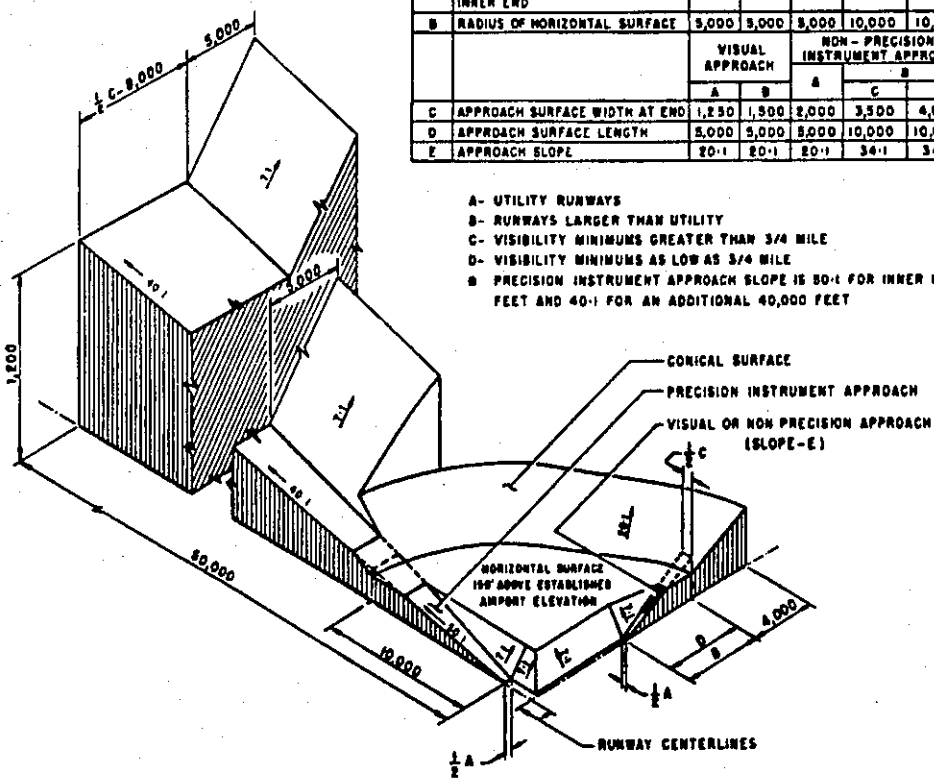 INNER END
B RADIUS OF HORIZONTAL SURFACE 5,000 5,000 5,000 10,000 10,
VISUAL APPROACH
NON - PRECISION
INSTRUMENT APPRO
A B A B
C
C APPROACH SURFACE WIDTH AT END 1,250 1,500 2,000 3,500 4,
D APPROACH SURFACE LENGTH 5,000 5,000 5,000 10,000 10,
E APPROACH SLOPE 20:1 20:1 20:1 34:1 3
A- UTILITY RUNWAYS
B- RUNWAYS LARGER THAN UTILITY
C- VISIBILITY MINIMUMS GREATER THAN 3/4 MILE
D- VISIBILITY MINIMUMS AS LOW AS 3/4 MILE
PRECISION INSTRUMENT APPROACH SLOPE IS 50:1 FOR INNER
FEET AND 40:1 FOR AN ADDITIONAL 40,000 FEET
5,000
½ C-8,000
7:1
40:1
5,000
1,200
7:1
40:1
CONICAL SURFACE
PRECISION INSTRUMENT APPROACH
VISUAL OR NON PRECISION APPROACH
(SLOPE-E)
½ C
20:1
HORIZONTAL SURFACE
150' ABOVE ESTABLISHED
AIRPORT ELEVATION
50,000
50:1
7:1
7:1
7:1
7:1
10,000
4,000
D
B
½ A
½ A
RUNWAY CENTERLINES